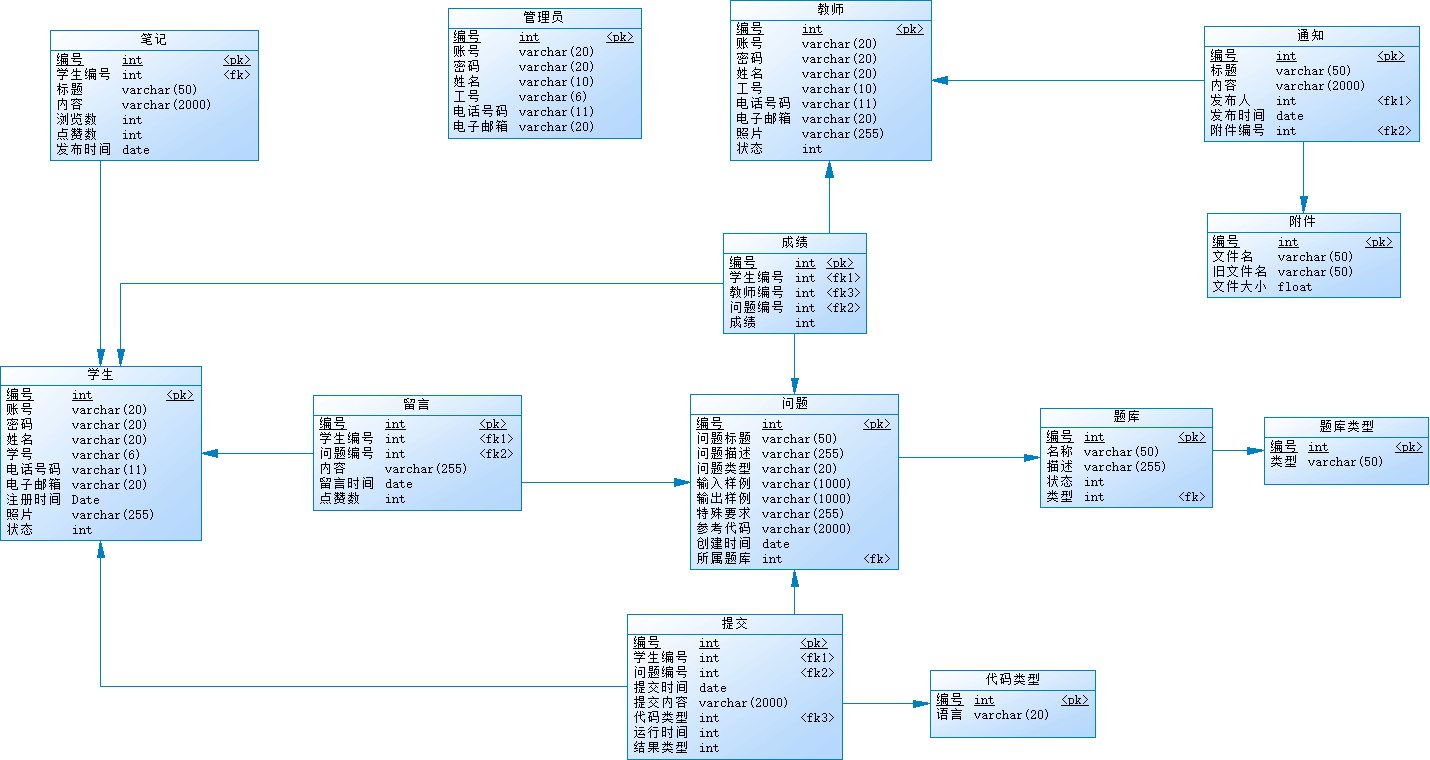 笔记
编号 int <pk>
学生编号 int <fk>
标题 varchar(50)
内容 varchar(2000)
浏览数 int
点赞数 int
发布时间 date
管理员
编号 int <pk>
账号 varchar(20)
密码 varchar(20)
姓名 varchar(10)
工号 varchar(6)
电话号码 varchar(11)
电子邮箱 varchar(20)
教师
编号 int <pk>
账号 varchar(20)
密码 varchar(20)
姓名 varchar(20)
工号 varchar(10)
电话号码 varchar(11)
电子邮箱 varchar(20)
照片 varchar(255)
状态 int
通知
编号 int <pk>
标题 varchar(50)
内容 varchar(2000)
发布人 int <fk1>
发布时间 date
附件编号 int <fk2>
附件
编号 int <pk>
文件名 varchar(50)
旧文件名 varchar(50)
文件大小 float
成绩
编号 int <pk>
学生编号 int <fk1>
教师编号 int <fk3>
问题编号 int <fk2>
成绩 int
学生
编号 int <pk>
账号 varchar(20)
密码 varchar(20)
姓名 varchar(20)
学号 varchar(6)
电话号码 varchar(11)
电子邮箱 varchar(20)
注册时间 Date
照片 varchar(255)
状态 int
留言
编号 int <pk>
学生编号 int <fk1>
问题编号 int <fk2>
内容 varchar(255)
留言时间 date
点赞数 int
问题
编号 int <pk>
问题标题 varchar(50)
问题描述 varchar(255)
问题类型 varchar(20)
输入样例 varchar(1000)
输出样例 varchar(1000)
特殊要求 varchar(255)
参考代码 varchar(2000)
创建时间 date
所属题库 int <fk>
题库
编号 int <pk>
名称 varchar(50)
描述 varchar(255)
状态 int
类型 int <fk>
题库类型
编号 int <pk>
类型 varchar(50)
提交
编号 int <pk>
学生编号 int <fk1>
问题编号 int <fk2>
提交时间 date
提交内容 varchar(2000)
代码类型 int <fk3>
运行时间 int
结果类型 int
代码类型
编号 int <pk>
语言 varchar(20)